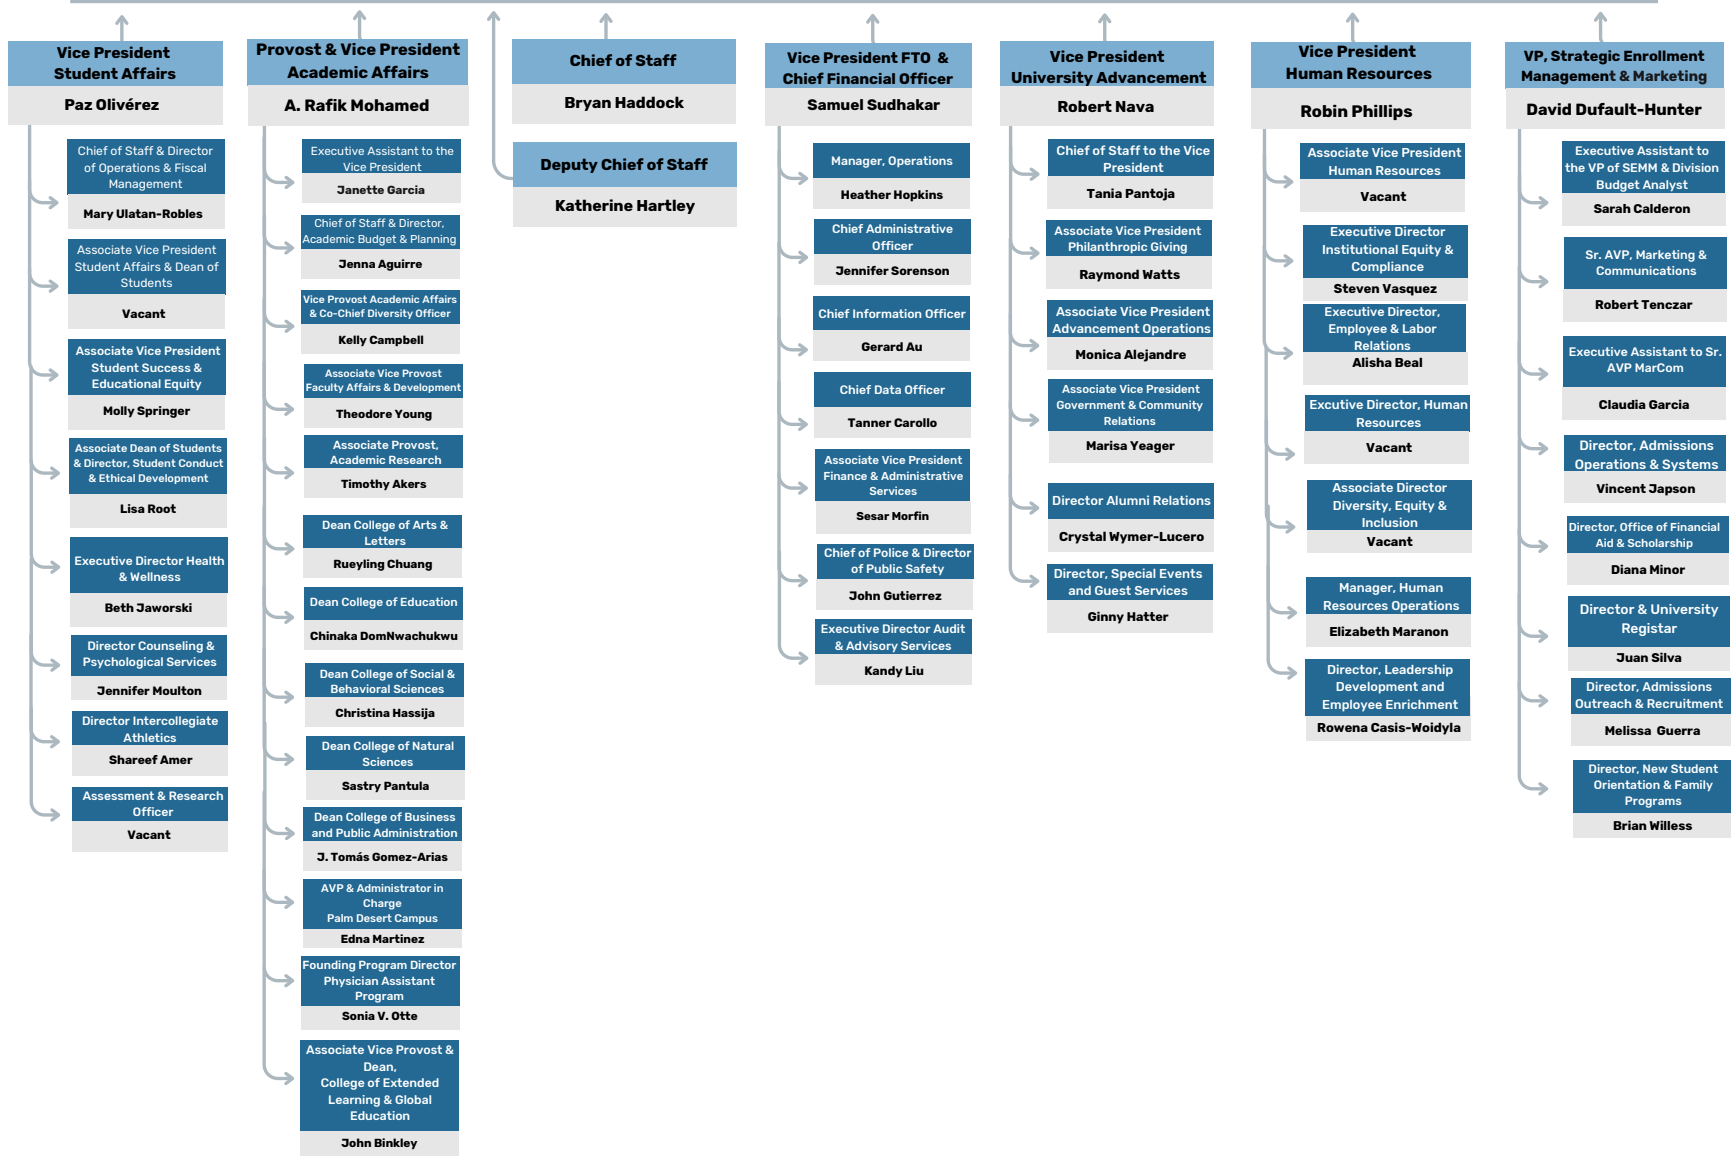 Vice President
Student Affairs
Paz Olivérez
Chief of Staff & Director
of Operations & Fiscal
Management
Mary Ulatan-Robles
Associate Vice President
Student Affairs & Dean of
Students
Vacant
Associate Vice President
Student Success &
Educational Equity
Molly Springer
Associate Dean of Students
& Director, Student Conduct
& Ethical Development
Lisa Root
Executive Director Health
& Wellness
Beth Jaworski
Director Counseling &
Psychological Services
Jennifer Moulton
Director Intercollegiate
Athletics
Shareef Amer
Assessment & Research
Officer
Vacant
Provost & Vice President
Academic Affairs
A. Rafik Mohamed
Executive Assistant to the
Vice President
Janette Garcia
Chief of Staff & Director,
Academic Budget & Planning
Jenna Aguirre
Vice Provost Academic Affairs
& Co-Chief Diversity Officer
Kelly Campbell
Associate Vice Provost
Faculty Affairs & Development
Theodore Young
Associate Provost,
Academic Research
Timothy Akers
Dean College of Arts &
Letters
Rueyling Chuang
Dean College of Education
Chinaka DomNwachukwu
Dean College of Social &
Behavioral Sciences
Christina Hassija
Dean College of Natural
Sciences
Sastry Pantula
Dean College of Business
and Public Administration
J. Tomás Gomez-Arias
AVP & Administrator in
Charge
Palm Desert Campus
Edna Martinez
Founding Program Director
Physician Assistant
Program
Sonia V. Otte
Associate Vice Provost &
Dean,
College of Extended
Learning & Global
Education
John Binkley
Chief of Staff
Bryan Haddock
Deputy Chief of Staff
Katherine Hartley
Vice President FTO &
Chief Financial Officer
Samuel Sudhakar
Manager, Operations
Heather Hopkins
Chief Administrative
Officer
Jennifer Sorenson
Chief Information Officer
Gerard Au
Chief Data Officer
Tanner Carollo
Associate Vice President
Finance & Administrative
Services
Sesar Morfin
Chief of Police & Director
of Public Safety
John Gutierrez
Executive Director Audit
& Advisory Services
Kandy Liu
Vice President
University Advancement
Robert Nava
Chief of Staff to the Vice
President
Tania Pantoja
Associate Vice President
Philanthropic Giving
Raymond Watts
Associate Vice President
Advancement Operations
Monica Alejandre
Associate Vice President
Government & Community
Relations
Marisa Yeager
Director Alumni Relations
Crystal Wymer-Lucero
Director, Special Events
and Guest Services
Ginny Hatter
Vice President
Human Resources
Robin Phillips
Associate Vice President
Human Resources
Vacant
Executive Director
Institutional Equity &
Compliance
Steven Vasquez
Executive Director,
Employee & Labor
Relations
Alisha Beal
Excutive Director, Human
Resources
Vacant
Associate Director
Diversity, Equity &
Inclusion
Vacant
Manager, Human
Resources Operations
Elizabeth Maranon
Director, Leadership
Development and
Employee Enrichment
Rowena Casis-Woidyla
VP, Strategic Enrollment
Management & Marketing
David Dufault-Hunter
Executive Assistant to
the VP of SEMM & Division
Budget Analyst
Sarah Calderon
Sr. AVP, Marketing &
Communications
Robert Tenczar
Executive Assistant to Sr.
AVP MarCom
Claudia Garcia
Director, Admissions
Operations & Systems
Vincent Japson
Director, Office of Financial
Aid & Scholarship
Diana Minor
Director & University
Registar
Juan Silva
Director, Admissions
Outreach & Recruitment
Melissa Guerra
Director, New Student
Orientation & Family
Programs
Brian Willess